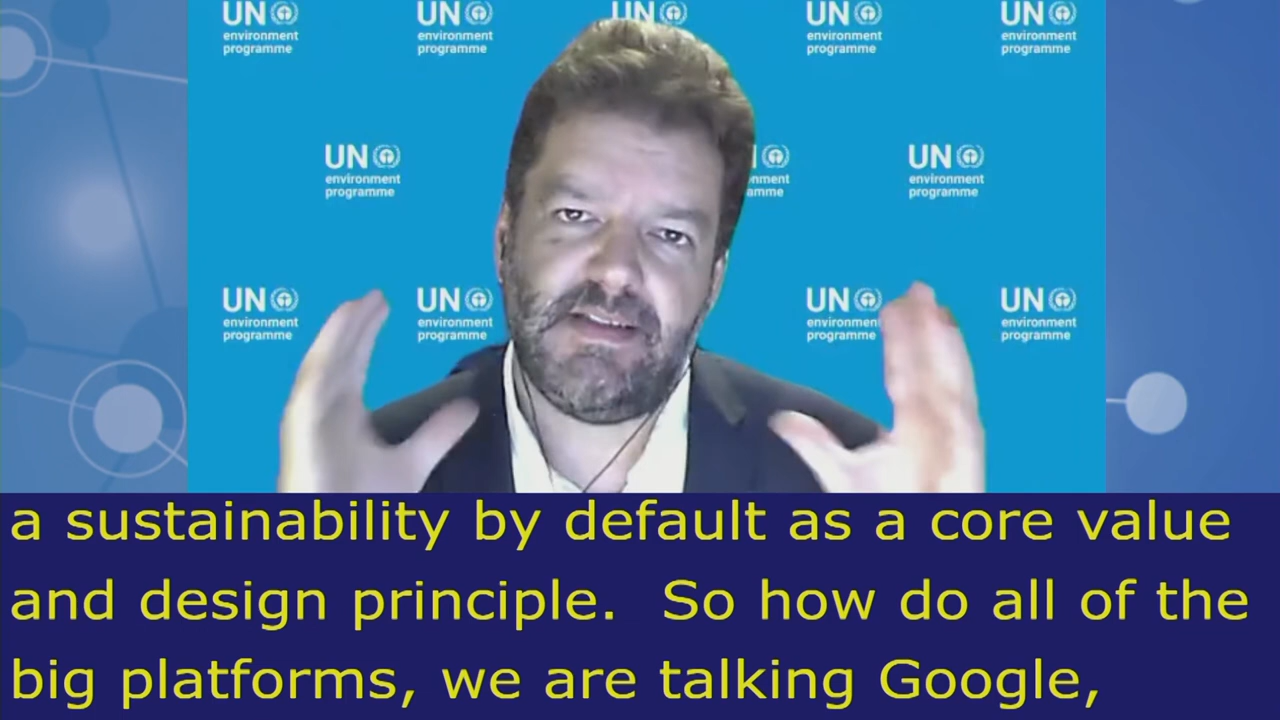 UN UN UN UN UN
environment environment environment environment
programme programme programme programme
UN UN
environment nment environment
programme amme programme
UN UN UN UN
environment environment environment environment
programme programme programme programme
a sustainability by default as a core value
and design principle. So how do all of the
big platforms, we are talking Google,